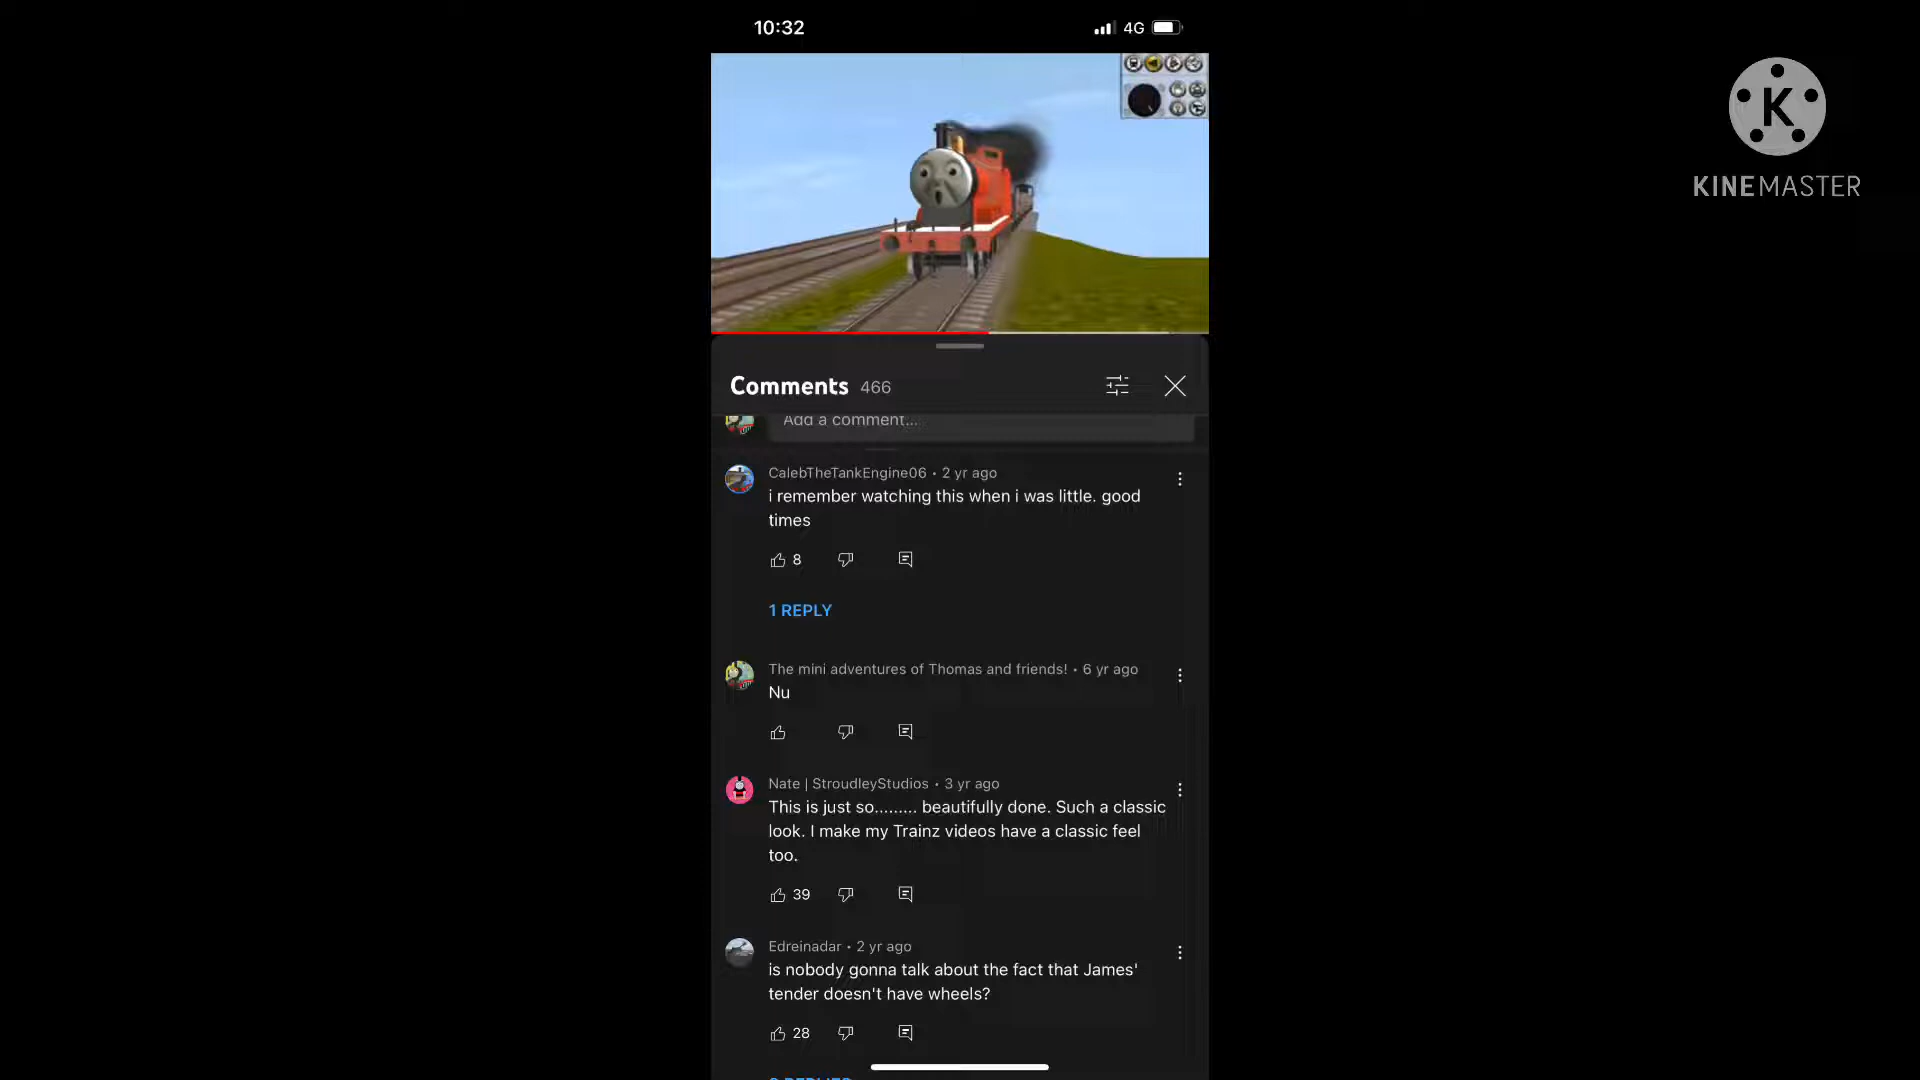 10:32
4G
K
KINEMASTER
Comments 466
Add a comment...
CalebTheTankEngine06 • 2 yr ago
i remember watching this when i was little. good
times
8
1 REPLY
The mini adventures of Thomas and friends! • 6 yr ago
Nu
Nate | StroudleyStudios • 3 yr ago
This is just so......... beautifully done. Such a classic
look. I make my Trainz videos have a classic feel
too.
39
Edreinadar • 2 yr ago
is nobody gonna talk about the fact that James'
tender doesn't have wheels?
28